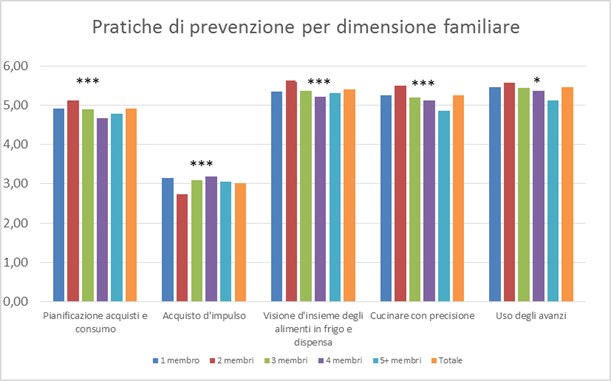 Pratiche di prevenzione per dimensione familiare
6,00
5,00
4,00
3,00
2,00
1,00
0,00
***
***
***
***
*
Pianificazione acquisti e
consumo
Acquisto d'impulso
Visione d'insieme degli
alimenti in frigo e
dispensa
Cucinare con precisione
Uso degli avanzi
1 membro
2 membri
3 membri
4 membri
5+ membri
Totale